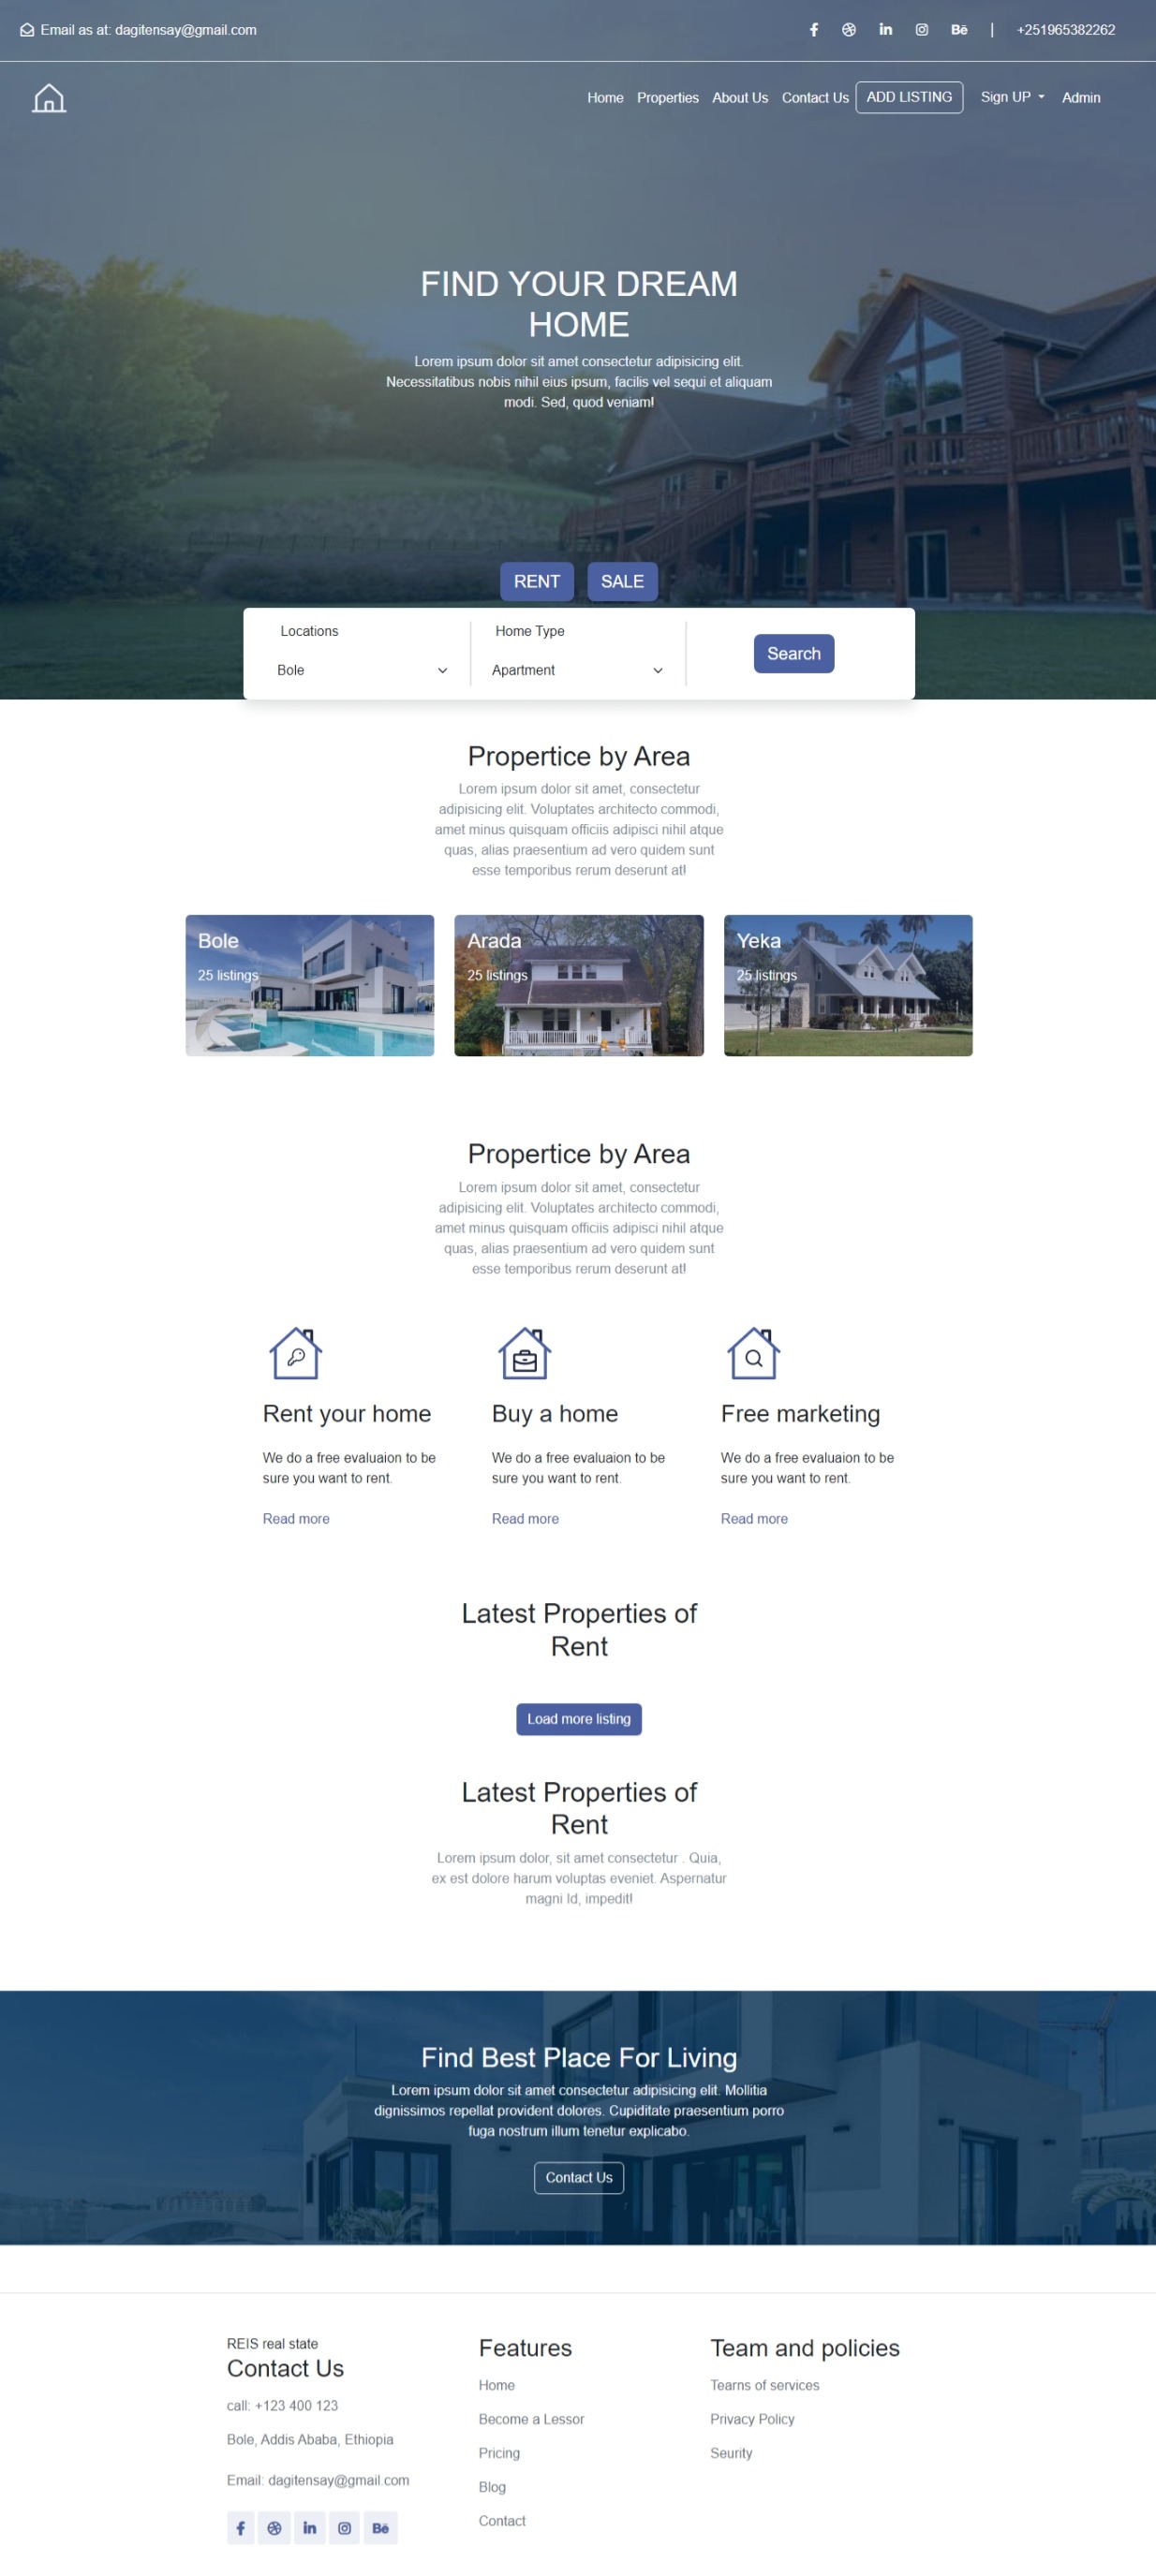 Email as at: dagitensay@gmail.com
Bē | +251965382262
Home Properties About Us Contact Us ADD LISTING Sign UP Admin
FIND YOUR DREAM
HOME
Lorem ipsum dolor sit amet consectetur adipisicing elit.
Necessitatibus nobis nihil eius ipsum, facilis vel sequi et aliquam
modi. Sed, quod veniam!
RENT SALE
Locations Home Type
Bole Apartment
Search
Propertice by Area
Lorem ipsum dolor sit amet, consectetur
adipisicing elit. Voluptates architecto commodi,
amet minus quisquam officiis adipisci nihil atque
quas, alias praesentium ad vero quidem sunt
esse temporibus rerum deserunt at!
Bole
25 listings
Arada
25 listings
Yeka
25 listings
Propertice by Area
Lorem ipsum dolor sit amet, consectetur
adipisicing elit. Voluptates architecto commodi,
amet minus quisquam officiis adipisci nihil atque
quas, alias praesentium ad vero quidem sunt
esse temporibus rerum deserunt at!
Rent your home
We do a free evaluaion to be
sure you want to rent.
Read more
Buy a home
We do a free evaluaion to be
sure you want to rent.
Read more
Free marketing
We do a free evaluaion to be
sure you want to rent.
Read more
Latest Properties of
Rent
Load more listing
Latest Properties of
Rent
Lorem ipsum dolor, sit amet consectetur . Quia,
ex est dolore harum voluptas eveniet. Aspernatur
magni Id, impedit!
Find Best Place For Living
Lorem ipsum dolor sit amet consectetur adipisicing elit. Mollitia
dignissimos repellat provident dolores. Cupiditate praesentium porro
fuga nostrum illum tenetur explicabo.
Contact Us
REIS real state
Contact Us
call: +123 400 123
Bole, Addis Ababa, Ethiopia
Email: dagitensay@gmail.com
Bē
Features
Home
Become a Lessor
Pricing
Blog
Contact
Team and policies
Tearns of services
Privacy Policy
Seurity